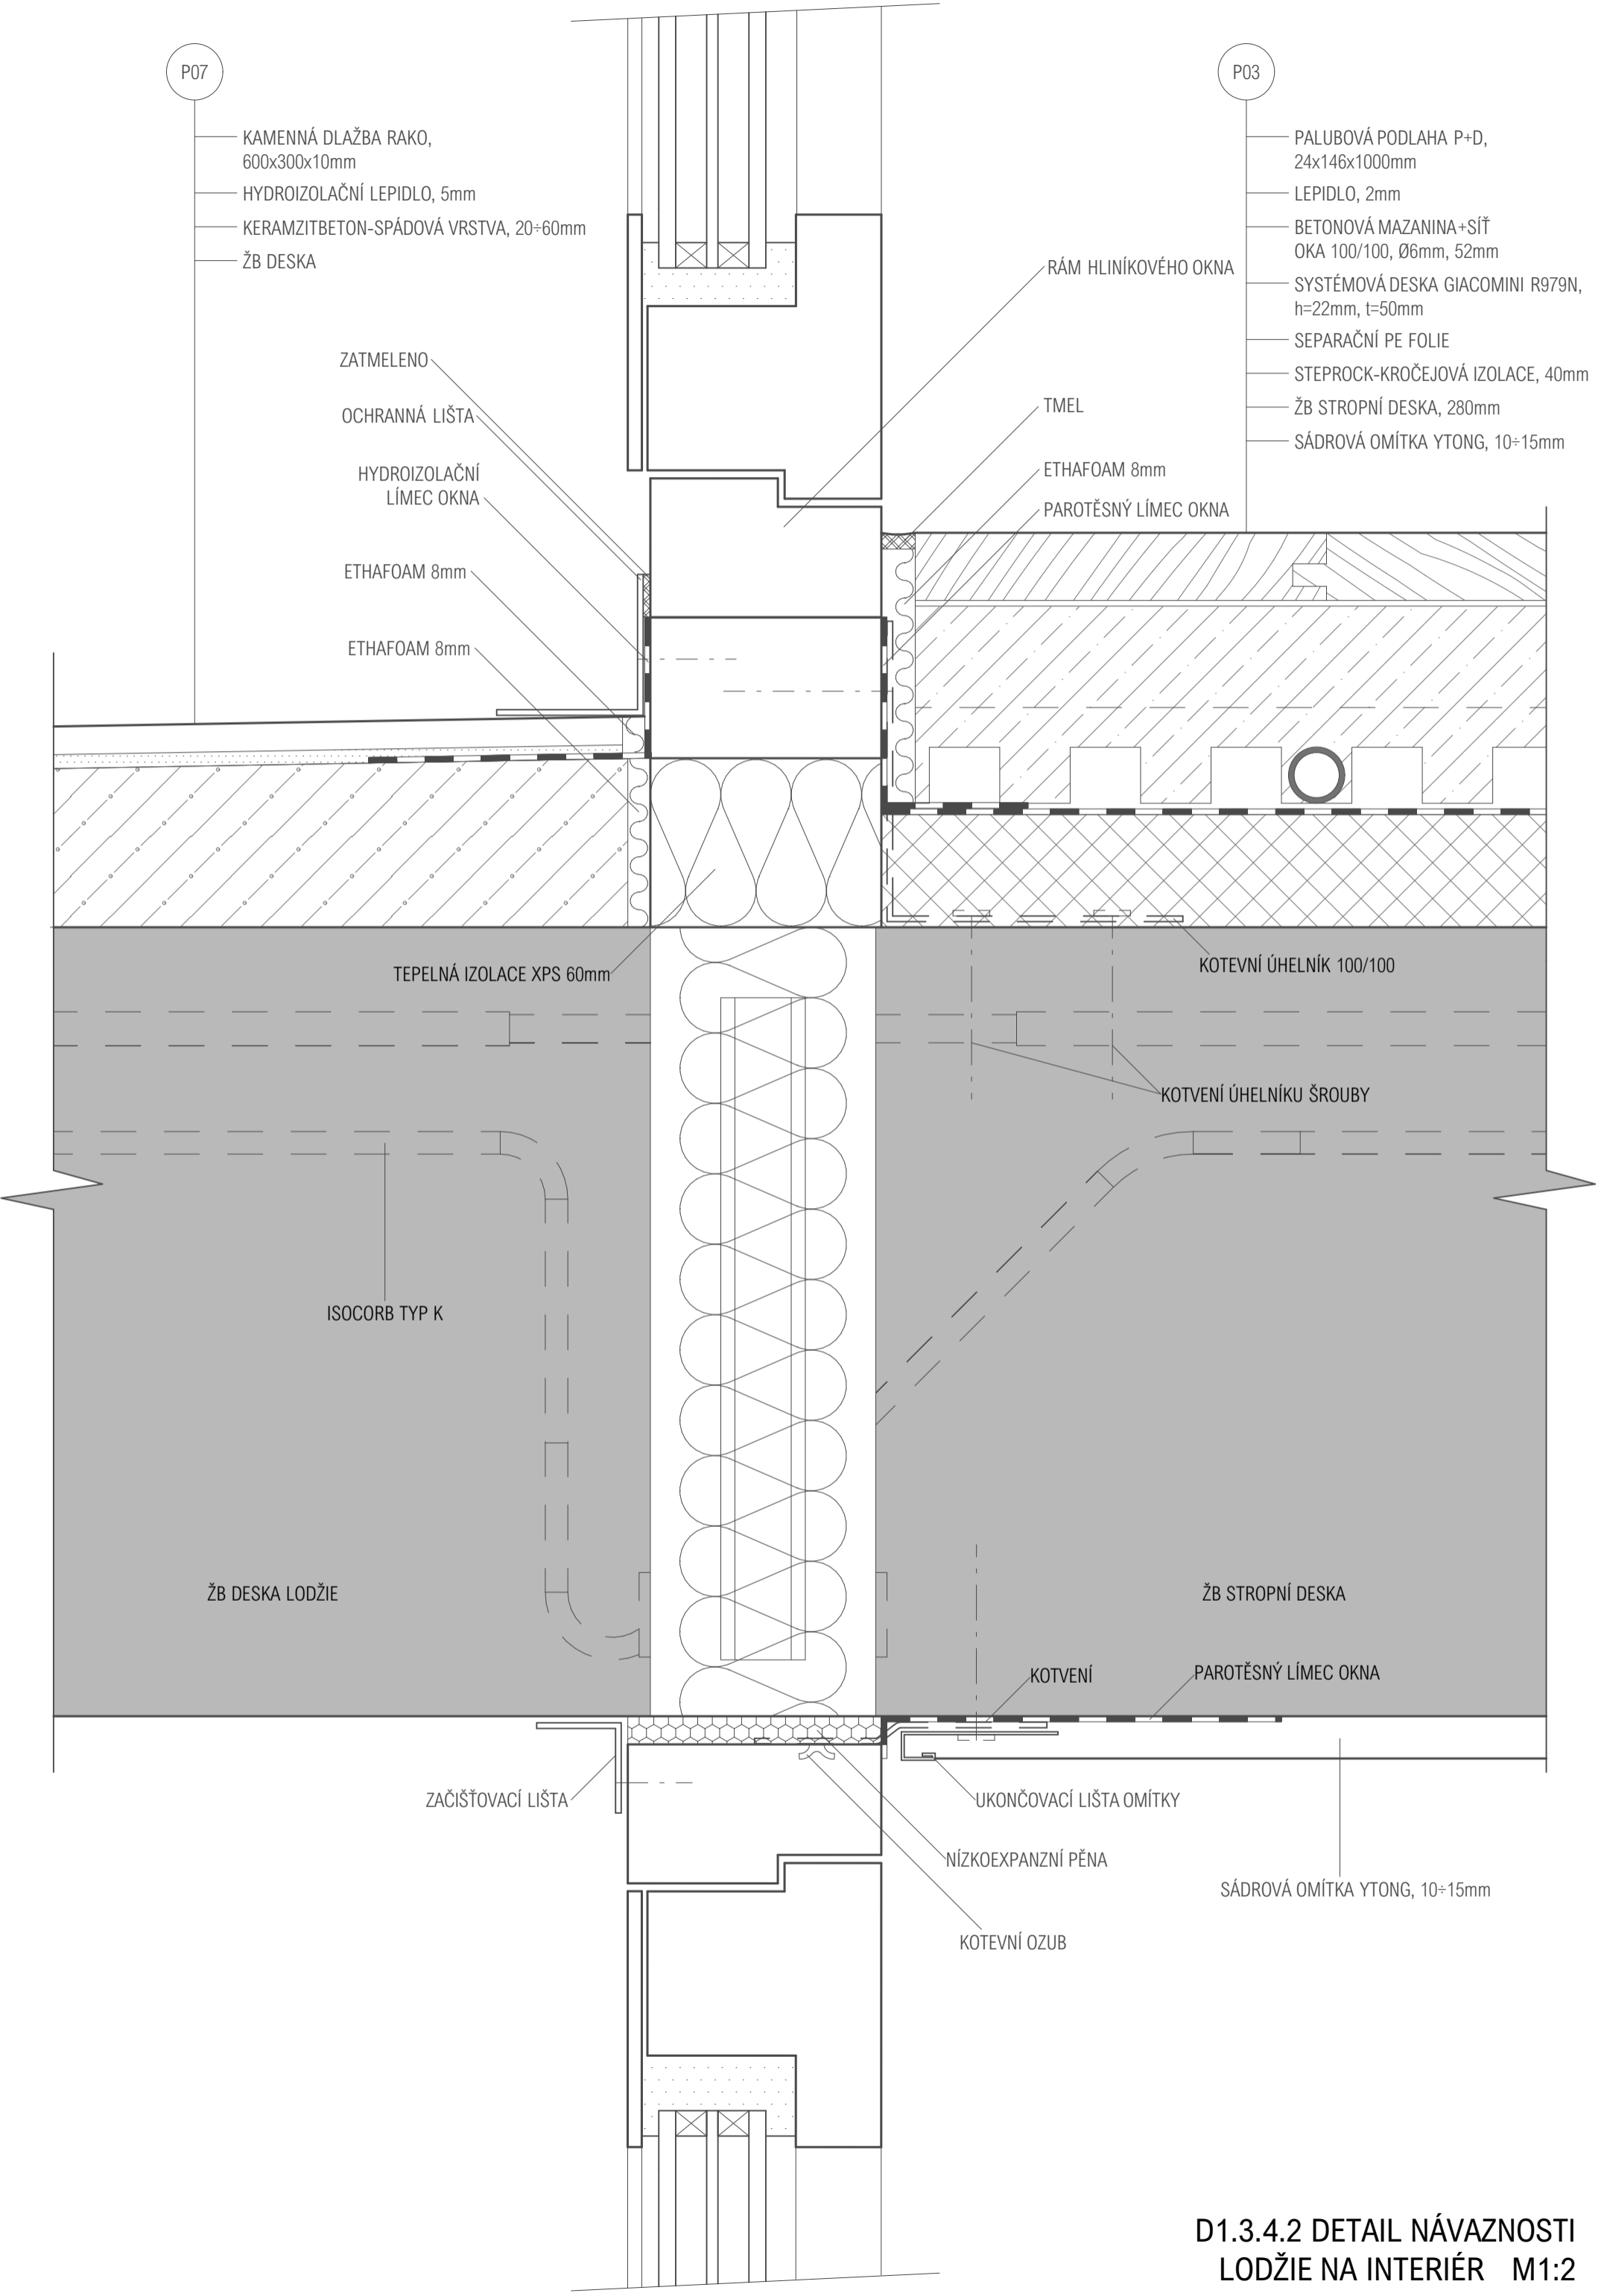 P07
KAMENNÁ DLAŽBA RAKO,
600x300x10mm
HYDROIZOLAČNÍ LEPIDLO, 5mm
KERAMZITBETON-SPÁDOVÁ VRSTVA, 20÷60mm
ŽB DESKA
P03
PALUBOVÁ PODLAHA P+D,
24x146x1000mm
LEPIDLO, 2mm
BETONOVÁ MAZANINA+SÍŤ
OKA 100/100, Ø6mm, 52mm
SYSTÉMOVÁ DESKA GIACOMINI R979N,
h=22mm, t=50mm
SEPARAČNÍ PE FOLIE
STEPROCK-KROČEJOVÁ IZOLACE, 40mm
ŽB STROPNÍ DESKA, 280mm
SÁDROVÁ OMÍTKA YTONG, 10÷15mm
RÁM HLINÍKOVÉHO OKNA
ZATMELENO
OCHRANNÁ LIŠTA
HYDROIZOLAČNÍ
LÍMEC OKNA
ETHAFOAM 8mm
ETHAFOAM 8mm
TMEL
ETHAFOAM 8mm
PAROTĚSNÝ LÍMEC OKNA
TEPELNÁ IZOLACE XPS 60mm
KOTEVNÍ ÚHELNÍK 100/100
KOTVENÍ ÚHELNÍKU ŠROUBY
ISOCORB TYP K
ŽB DESKA LODŽIE
ŽB STROPNÍ DESKA
KOTVENÍ
PAROTĚSNÝ LÍMEC OKNA
ZAČIŠŤOVACÍ LIŠTA
UKONČOVACÍ LIŠTA OMÍTKY
NÍZKOEXPANZNÍ PĚNA
SÁDROVÁ OMÍTKA YTONG, 10÷15mm
KOTEVNÍ OZUB
D1.3.4.2 DETAIL NÁVAZNOSTI
LODŽIE NA INTERIÉR M1:2